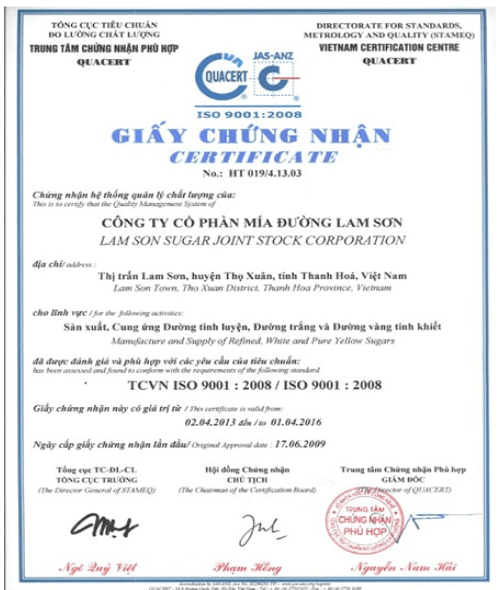 TỔNG CỤC TIÊU CHUẨN
ĐO LƯỜNG CHẤT LƯỢNG
TRUNG TÂM CHỨNG NHẬN PHÙ HỢP
QUACERT
DIRECTORATE FOR STANDARDS,
METROLOGY AND QUALITY (STAMEQ)
VIETNAM CERTIFICATION CENTRE
QUACERT
QUACERT
JAS-ANZ
ISO 9001:2008
GIẤY CHỨNG NHẬN
CERTIFICATE
No.: HT 019/4.13.03
Chứng nhận hệ thống quản lý chất lượng của:
This is to certify that the Quality Management System of
CÔNG TY CỔ PHẦN MÍA ĐƯỜNG LAM SƠN
LAM SON SUGAR JOINT STOCK CORPORATION
địa chỉ/ address :
Thị trấn Lam Sơn, huyện Thọ Xuân, tỉnh Thanh Hoá, Việt Nam
Lam Son Town, Tho Xuan District, Thanh Hoa Province, Vietnam
cho lĩnh vực / for the following activities:
Sản xuất, Cung ứng Đường tinh luyện, Đường trắng và Đường vàng tinh khiết
Manufacture and Supply of Refined, White and Pure Yellow Sugars
đã được đánh giá và phù hợp với các yêu cầu của tiêu chuẩn:
has been assessed and found to conform with the requirements of the following standard
TCVN ISO 9001 : 2008 / ISO 9001 : 2008
Giấy chứng nhận này có giá trị từ / This certificate is valid from:
02.04.2013 đến / to 01.04.2016
Ngày cấp giấy chứng nhận lần đầu/ Original Approval date : 17.06.2009
Tổng cục TC-ĐL-CL
TỔNG CỤC TRƯỞNG
(The Director General of STAMEQ)
Hội đồng Chứng nhận
CHỦ TỊCH
(The Chairman of the Certification Board)
Trung tâm Chứng nhận Phù hợp
GIÁM ĐỐC
(The Director of QUACERT)
TRUNG TÂM
CHỨNG NHẬN
PHÙ HỢP
Ngô Quý Việt
Phạm Hồng
Nguyễn Nam Hải